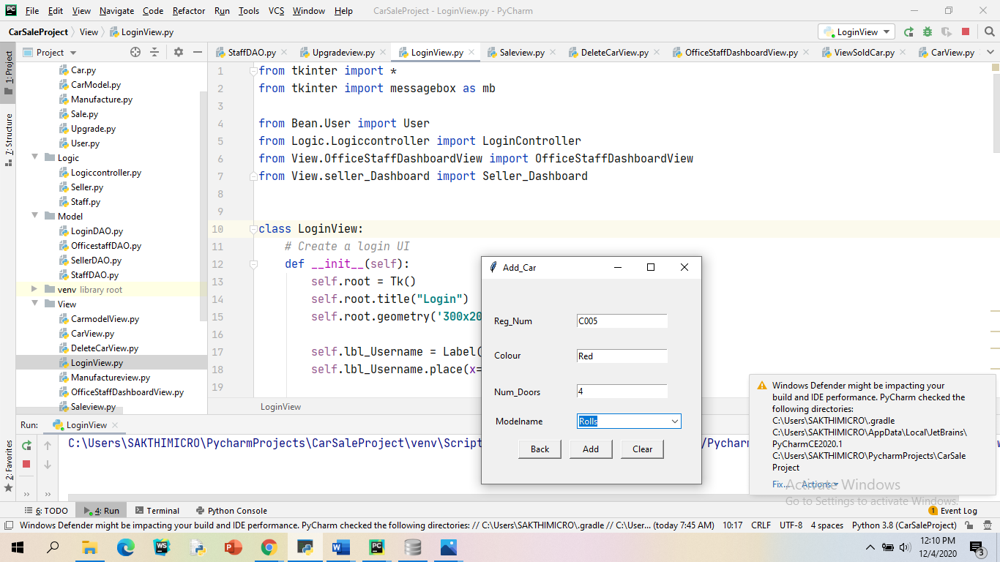 File Edit View Navigate Code Refactor Run Tools VCS Window Help CarSaleProject - LoginView.py - PyCharm
CarSaleProject View LoginView.py LoginView
Project
StaffDAO.py Upgradeview.py LoginView.py Saleview.py DeleteCarView.py OfficeStaffDashboardView.py ViewSoldCar.py CarView.py
1: Project
7: Structure
2: Favorites
Car.py
CarModel.py
Manufacture.py
Sale.py
Upgrade.py
User.py
Logic
Logiccontroller.py
Seller.py
Staff.py
Model
LoginDAO.py
OfficestaffDAO.py
SellerDAO.py
StaffDAO.py
venv library root
View
CarmodelView.py
CarView.py
DeleteCarView.py
LoginView.py
Manufactureview.py
OfficeStaffDashboardView.py
Saleview.py
1 from tkinter import *
2 from tkinter import messagebox as mb
3
4 from Bean.User import User
5 from Logic.Logiccontroller import LoginController
6 from View.OfficeStaffDashboardView import OfficeStaffDashboardView
7 from View.seller_Dashboard import Seller_Dashboard
8
9
10 class LoginView:
11 # Create a login UI
12 def __init__(self):
13 self.root = Tk()
14 self.root.title("Login")
15 self.root.geometry('300x20
16
17 self.lbl_Username = Label(
18 self.lbl_Username.place(x=
19
LoginView
Add_Car
Reg_Num C005
Colour Red
Num_Doors 4
Modelname Rolls
Back Add Clear
Windows Defender might be impacting your
build and IDE performance. PyCharm checked the
following directories:
C:\Users\SAKTHIMICRO\.gradle
C:\Users\SAKTHIMICRO\AppData\Local\JetBrains\
PyCharmCE2020.1
C:\Users\SAKTHIMICRO\PycharmProjects\CarSale
Project
Fix... Actions
Activate Windows
Go to Settings to activate Windows.
Run: LoginView
C:\Users\SAKTHIMICRO\PycharmProjects\CarSaleProject\venv\Script /Pycharm
6: TODO 4: Run Terminal Python Console 1 Event Log
Windows Defender might be impacting your build and IDE performance. PyCharm checked the following directories: // C:\Users\SAKTHIMICRO\.gradle // C:\User... (today 7:45 AM) 10:17 CRLF UTF-8 4 spaces Python 3.8 (CarSaleProject)
12:10 PM
12/4/2020
3